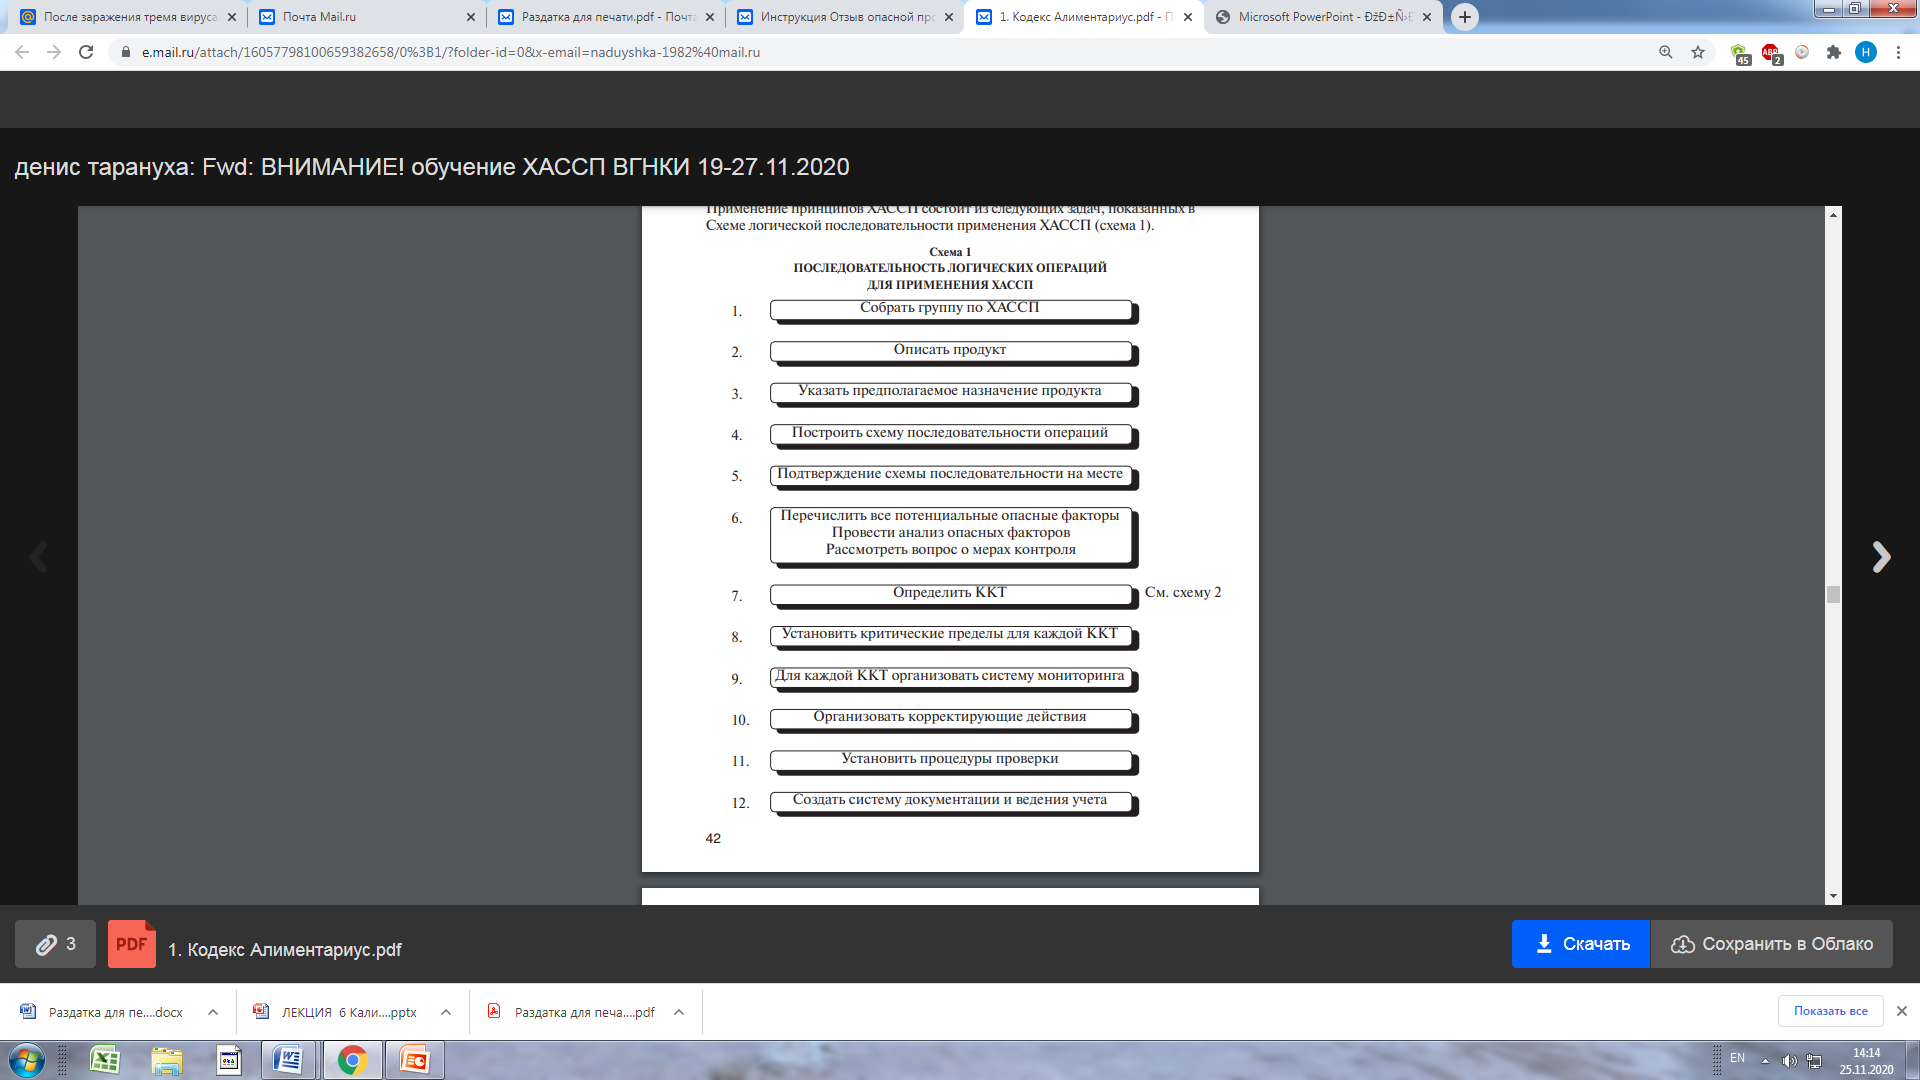 После заражения тремя вируса
Почта Mail.ru
Раздатка для печати.pdf - Почта
Инструкция Отзыв опасной про
1. Кодекс Алиментариус.pdf - П
Microsoft PowerPoint -
e.mail.ru/attach/16057798100659382658/0%3B1/?folder-id=0&x-email=naduyshka-1982%40mail.ru
45
ABP
2
Н
денис тарануха: Fwd: ВНИМАНИЕ! обучение ХАССП ВГНКИ 19-27.11.2020
Применение принципов ХАССП состоит из следующих задач, показанных в
Схеме логической последовательности применения ХАССП (схема 1).
Схема 1
ПОСЛЕДОВАТЕЛЬНОСТЬ ЛОГИЧЕСКИХ ОПЕРАЦИЙ
ДЛЯ ПРИМЕНЕНИЯ ХАССП
1. Собрать группу по ХАССП
2. Описать продукт
3. Указать предполагаемое назначение продукта
4. Построить схему последовательности операций
5. Подтверждение схемы последовательности на месте
6. Перечислить все потенциальные опасные факторы
Провести анализ опасных факторов
Рассмотреть вопрос о мерах контроля
7. Определить ККТ См. схему 2
8. Установить критические пределы для каждой ККТ
9. Для каждой ККТ организовать систему мониторинга
10. Организовать корректирующие действия
11. Установить процедуры проверки
12. Создать систему документации и ведения учета
42
3
PDF
1. Кодекс Алиментариус.pdf
Скачать
Сохранить в Облако
Раздатка для пе....docx
ЛЕКЦИЯ 6 Кали....pptx
Раздатка для печа....pdf
Показать все
EN
14:14
25.11.2020